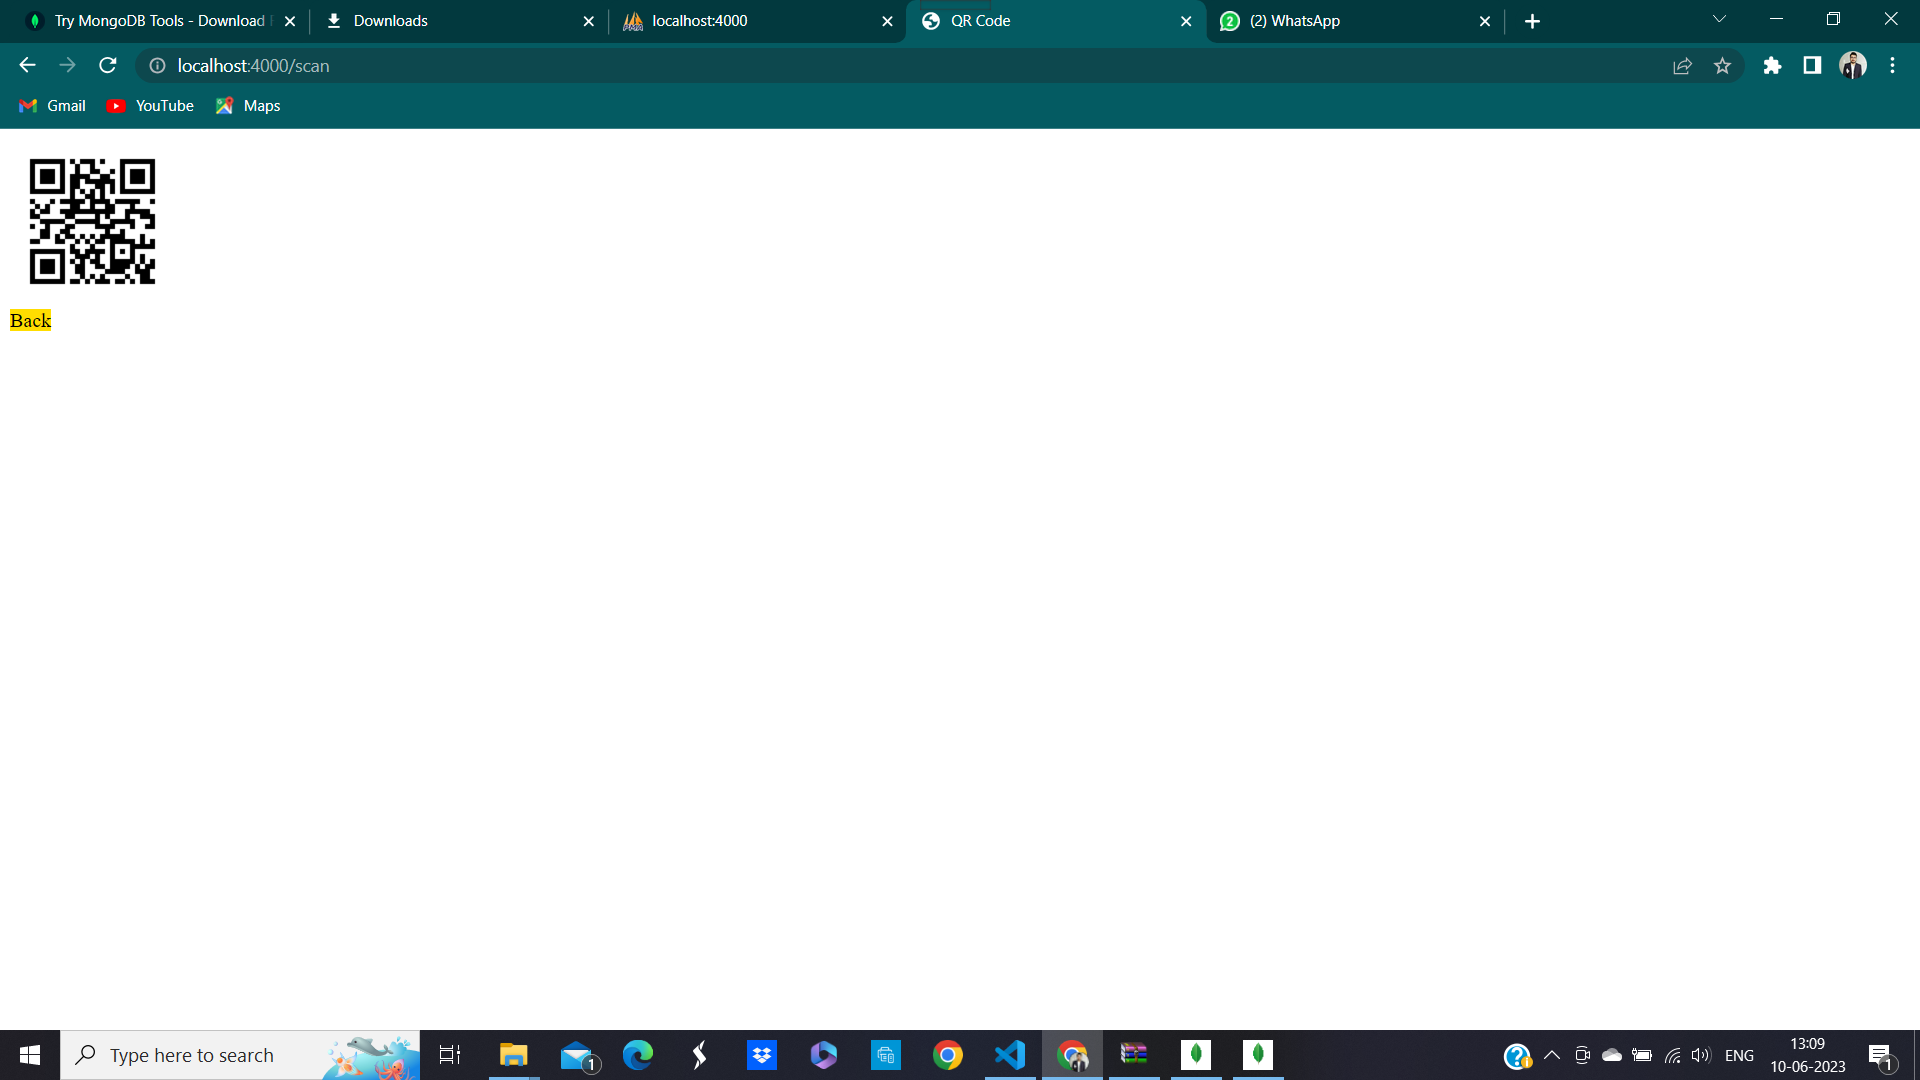 Try MongoDB Tools - Download F
Downloads
localhost:4000
QR Code
2 (2) WhatsApp
localhost:4000/scan
Gmail
YouTube
Maps
Back
Type here to search
1
ENG
13:09
10-06-2023
1